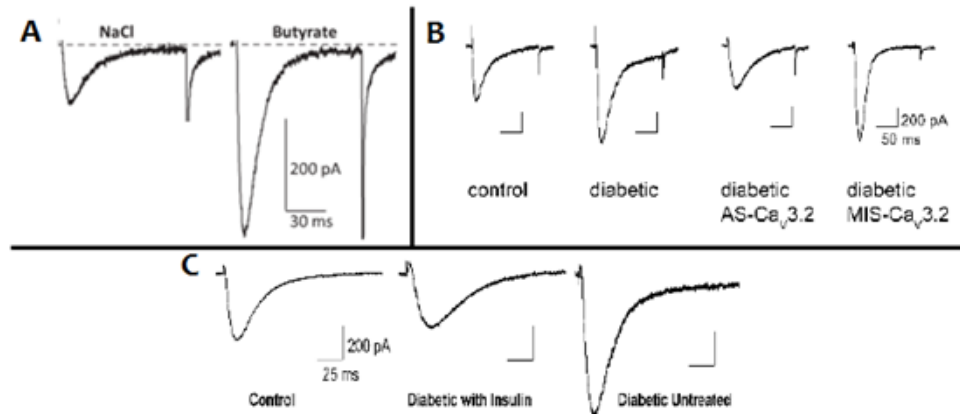 A
NaCl
Butyrate
200 pA
30 ms
B
200 pA
50 ms
control
diabetic
diabetic
AS-Caᵥ3.2
diabetic
MIS-Caᵥ3.2
C
200 pA
25 ms
Control
Diabetic with Insulin
Diabetic Untreated